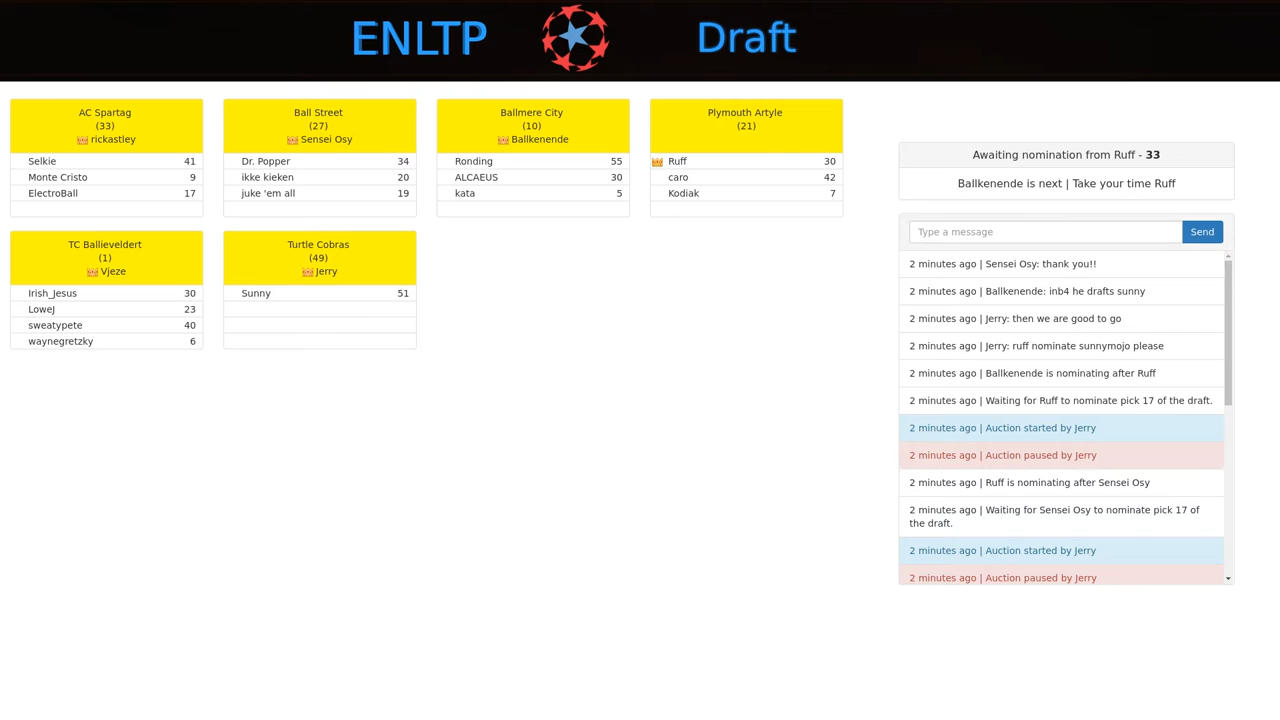 ENLTP Draft
AC Spartag
(33)
rickastley
Selkie 41
Monte Cristo 9
ElectroBall 17
Ball Street
(27)
Sensei Osy
Dr. Popper 34
ikke kieken 20
juke 'em all 19
Ballmere City
(10)
Ballkenende
Ronding 55
ALCAEUS 30
kata 5
Plymouth Artyle
(21)
Ruff 30
caro 42
Kodiak 7
TC Ballieveldert
(1)
Vjeze
Irish_Jesus 30
LoweJ 23
sweatypete 40
waynegretzky 6
Turtle Cobras
(49)
Jerry
Sunny 51
Awaiting nomination from Ruff - 33
Ballkenende is next | Take your time Ruff
Type a message Send
2 minutes ago | Sensei Osy: thank you!!
2 minutes ago | Ballkenende: inb4 he drafts sunny
2 minutes ago | Jerry: then we are good to go
2 minutes ago | Jerry: ruff nominate sunnymojo please
2 minutes ago | Ballkenende is nominating after Ruff
2 minutes ago | Waiting for Ruff to nominate pick 17 of the draft.
2 minutes ago | Auction started by Jerry
2 minutes ago | Auction paused by Jerry
2 minutes ago | Ruff is nominating after Sensei Osy
2 minutes ago | Waiting for Sensei Osy to nominate pick 17 of
the draft.
2 minutes ago | Auction started by Jerry
2 minutes ago | Auction paused by Jerry